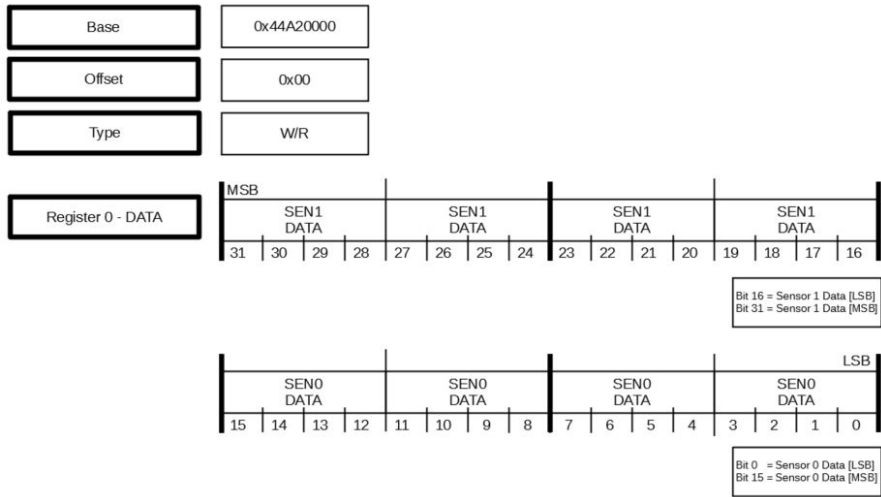 Base 0x44A20000
Offset 0x00
Type W/R
MSB
Register 0 - DATA
SEN1 SEN1 SEN1 SEN1
DATA DATA DATA DATA
31 30 29 28 27 26 25 24 23 22 21 20 19 18 17 16
Bit 16 = Sensor 1 Data [LSB]
Bit 31 = Sensor 1 Data [MSB]
LSB
SEN0 SEN0 SEN0 SEN0
DATA DATA DATA DATA
15 14 13 12 11 10 9 8 7 6 5 4 3 2 1 0
Bit 0 = Sensor 0 Data [LSB]
Bit 15 = Sensor 0 Data [MSB]